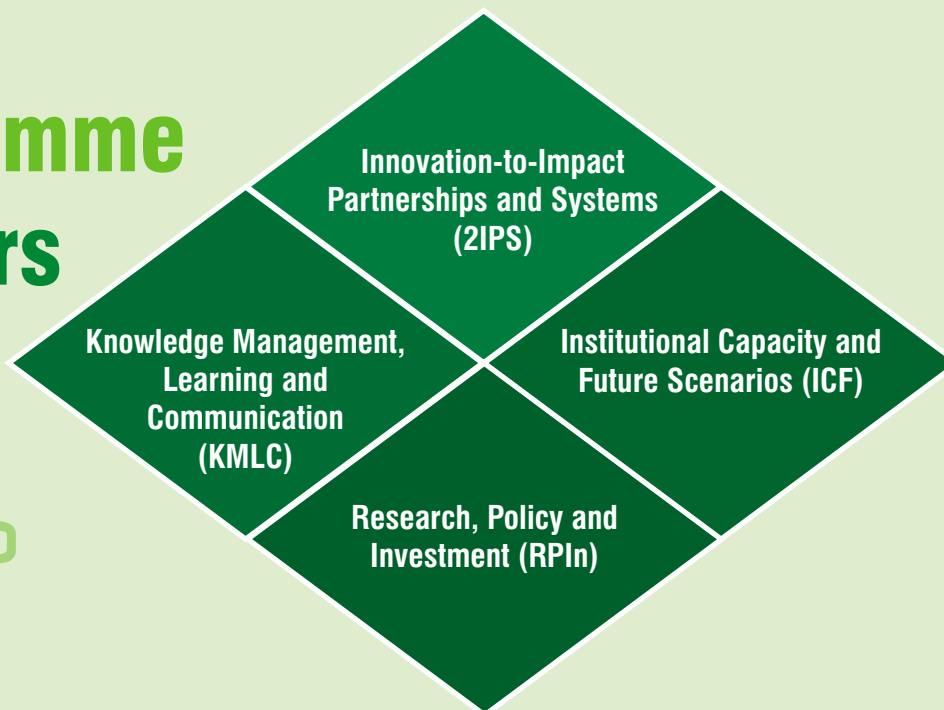 mme
rs
Innovation-to-Impact
Partnerships and Systems
(2IPS)
Knowledge Management,
Learning and
Communication
(KMLC)
Institutional Capacity and
Future Scenarios (ICF)
Research, Policy and
Investment (RPIn)